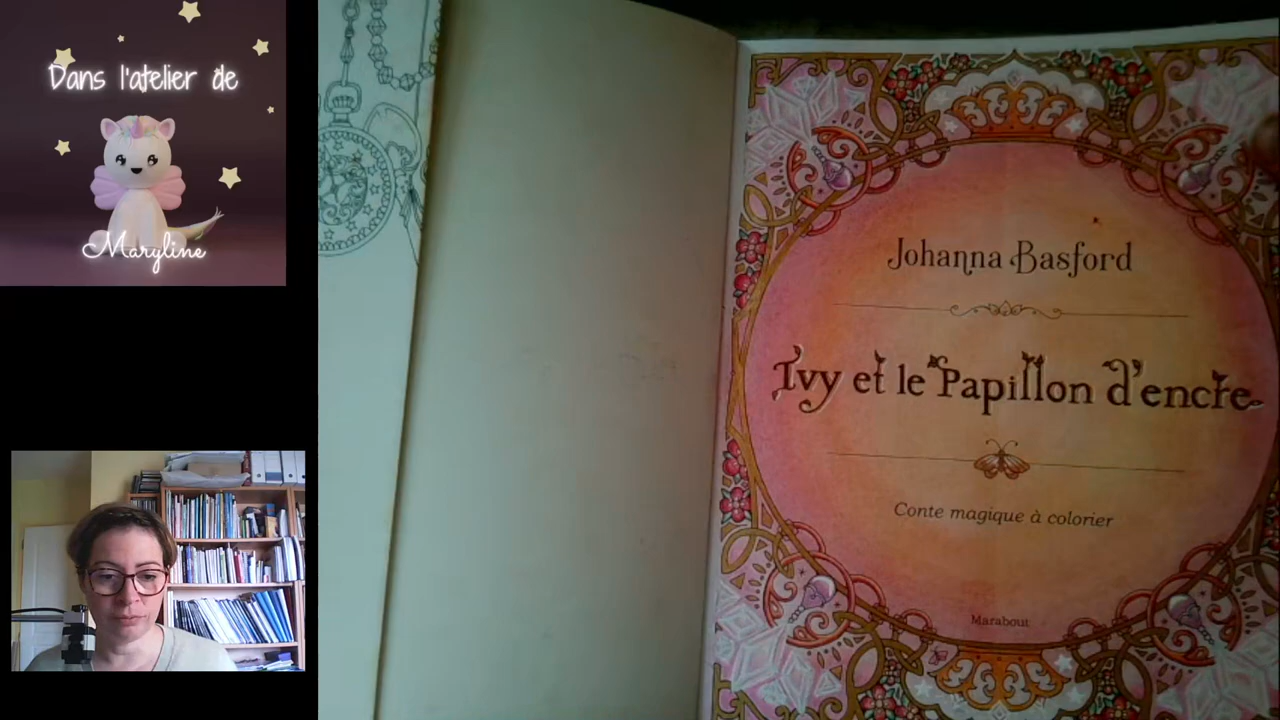 Dans l'atelier de
Maryline
Johanna Basford
Ivy et le Papillon d'encre
Conte magique à colorier
Marabout